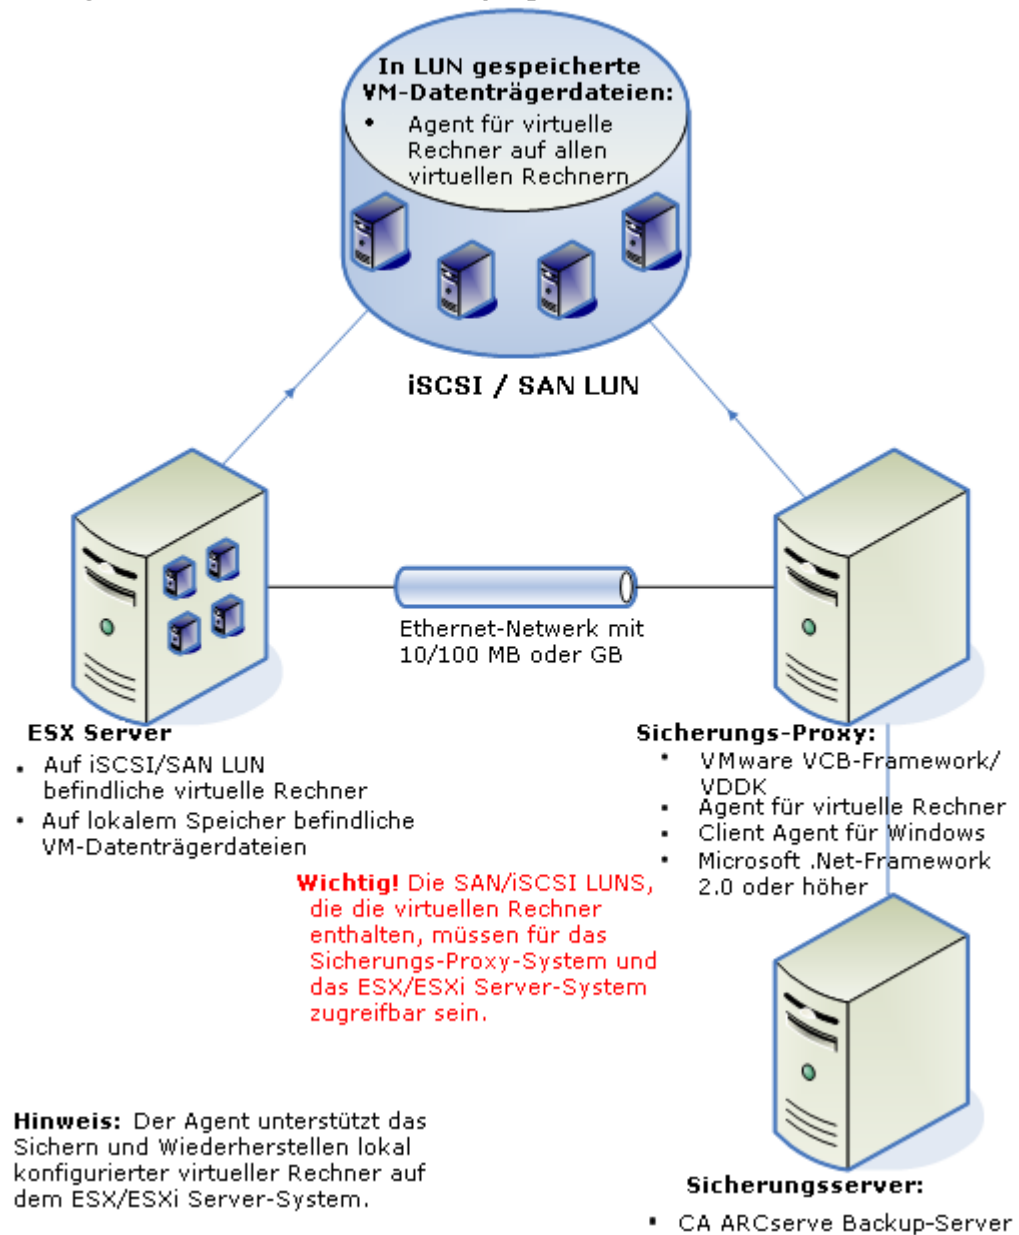 In LUN gespeicherte
VM-Datenträgerdateien:
• Agent für virtuelle
Rechner auf allen
virtuellen Rechnern
iSCSI / SAN LUN
Ethernet-Netwerk mit
10/100 MB oder GB
ESX Server
• Auf iSCSI/SAN LUN
befindliche virtuelle Rechner
• Auf lokalem Speicher befindliche
VM-Datenträgerdateien
Sicherungs-Proxy:
• VMware VCB-Framework/
VDDK
• Agent für virtuelle Rechner
• Client Agent für Windows
• Microsoft .Net-Framework
2.0 oder höher
Wichtig! Die SAN/iSCSI LUNS,
die die virtuellen Rechner
enthalten, müssen für das
Sicherungs-Proxy-System und
das ESX/ESXi Server-System
zugreifbar sein.
Hinweis: Der Agent unterstützt das
Sichern und Wiederherstellen lokal
konfigurierter virtueller Rechner auf
dem ESX/ESXi Server-System.
Sicherungsserver:
• CA ARCserve Backup-Server